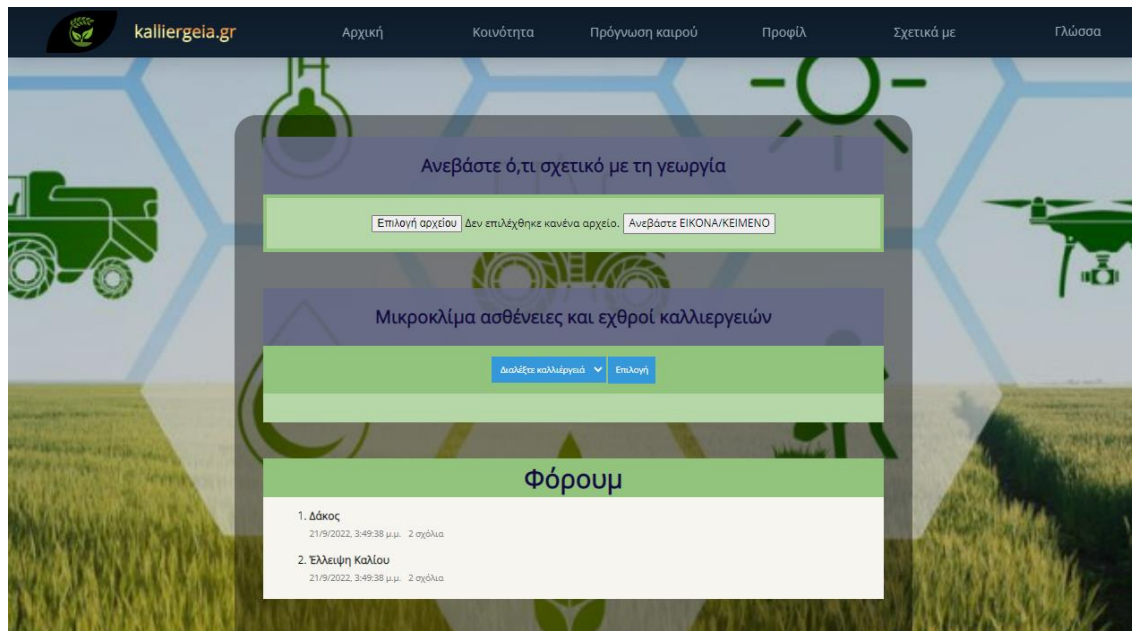 kalliergeia.gr Αρχική Κοινότητα Πρόγνωση καιρού Προφίλ Σχετικά με Γλώσσα
Ανεβάστε ό,τι σχετικό με τη γεωργία
Επιλογή αρχείου Δεν επιλέχθηκε κανένα αρχείο. Ανεβάστε ΕΙΚΟΝΑ/ΚΕΙΜΕΝΟ
Μικροκλίμα ασθένειες και εχθροί καλλιεργειών
Διαλέξτε καλλιέργειά Επιλογή
Φόρουμ
1. Δάκος
21/9/2022, 3:49:38 μ.μ. 2 σχόλια
2. Έλλειψη Καλίου
21/9/2022, 3:49:38 μ.μ. 2 σχόλια